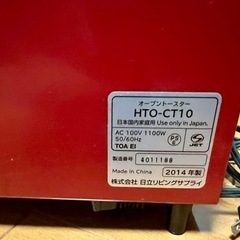 オーブントースター
HTO-CT10
日本国内家庭用 Use only in Japan.
AC 100V 1100W
50/60Hz
TOA EI
PS E
JET
製造番号 4011188
Made in China 2014年製
株式会社 日立リビングサプライ